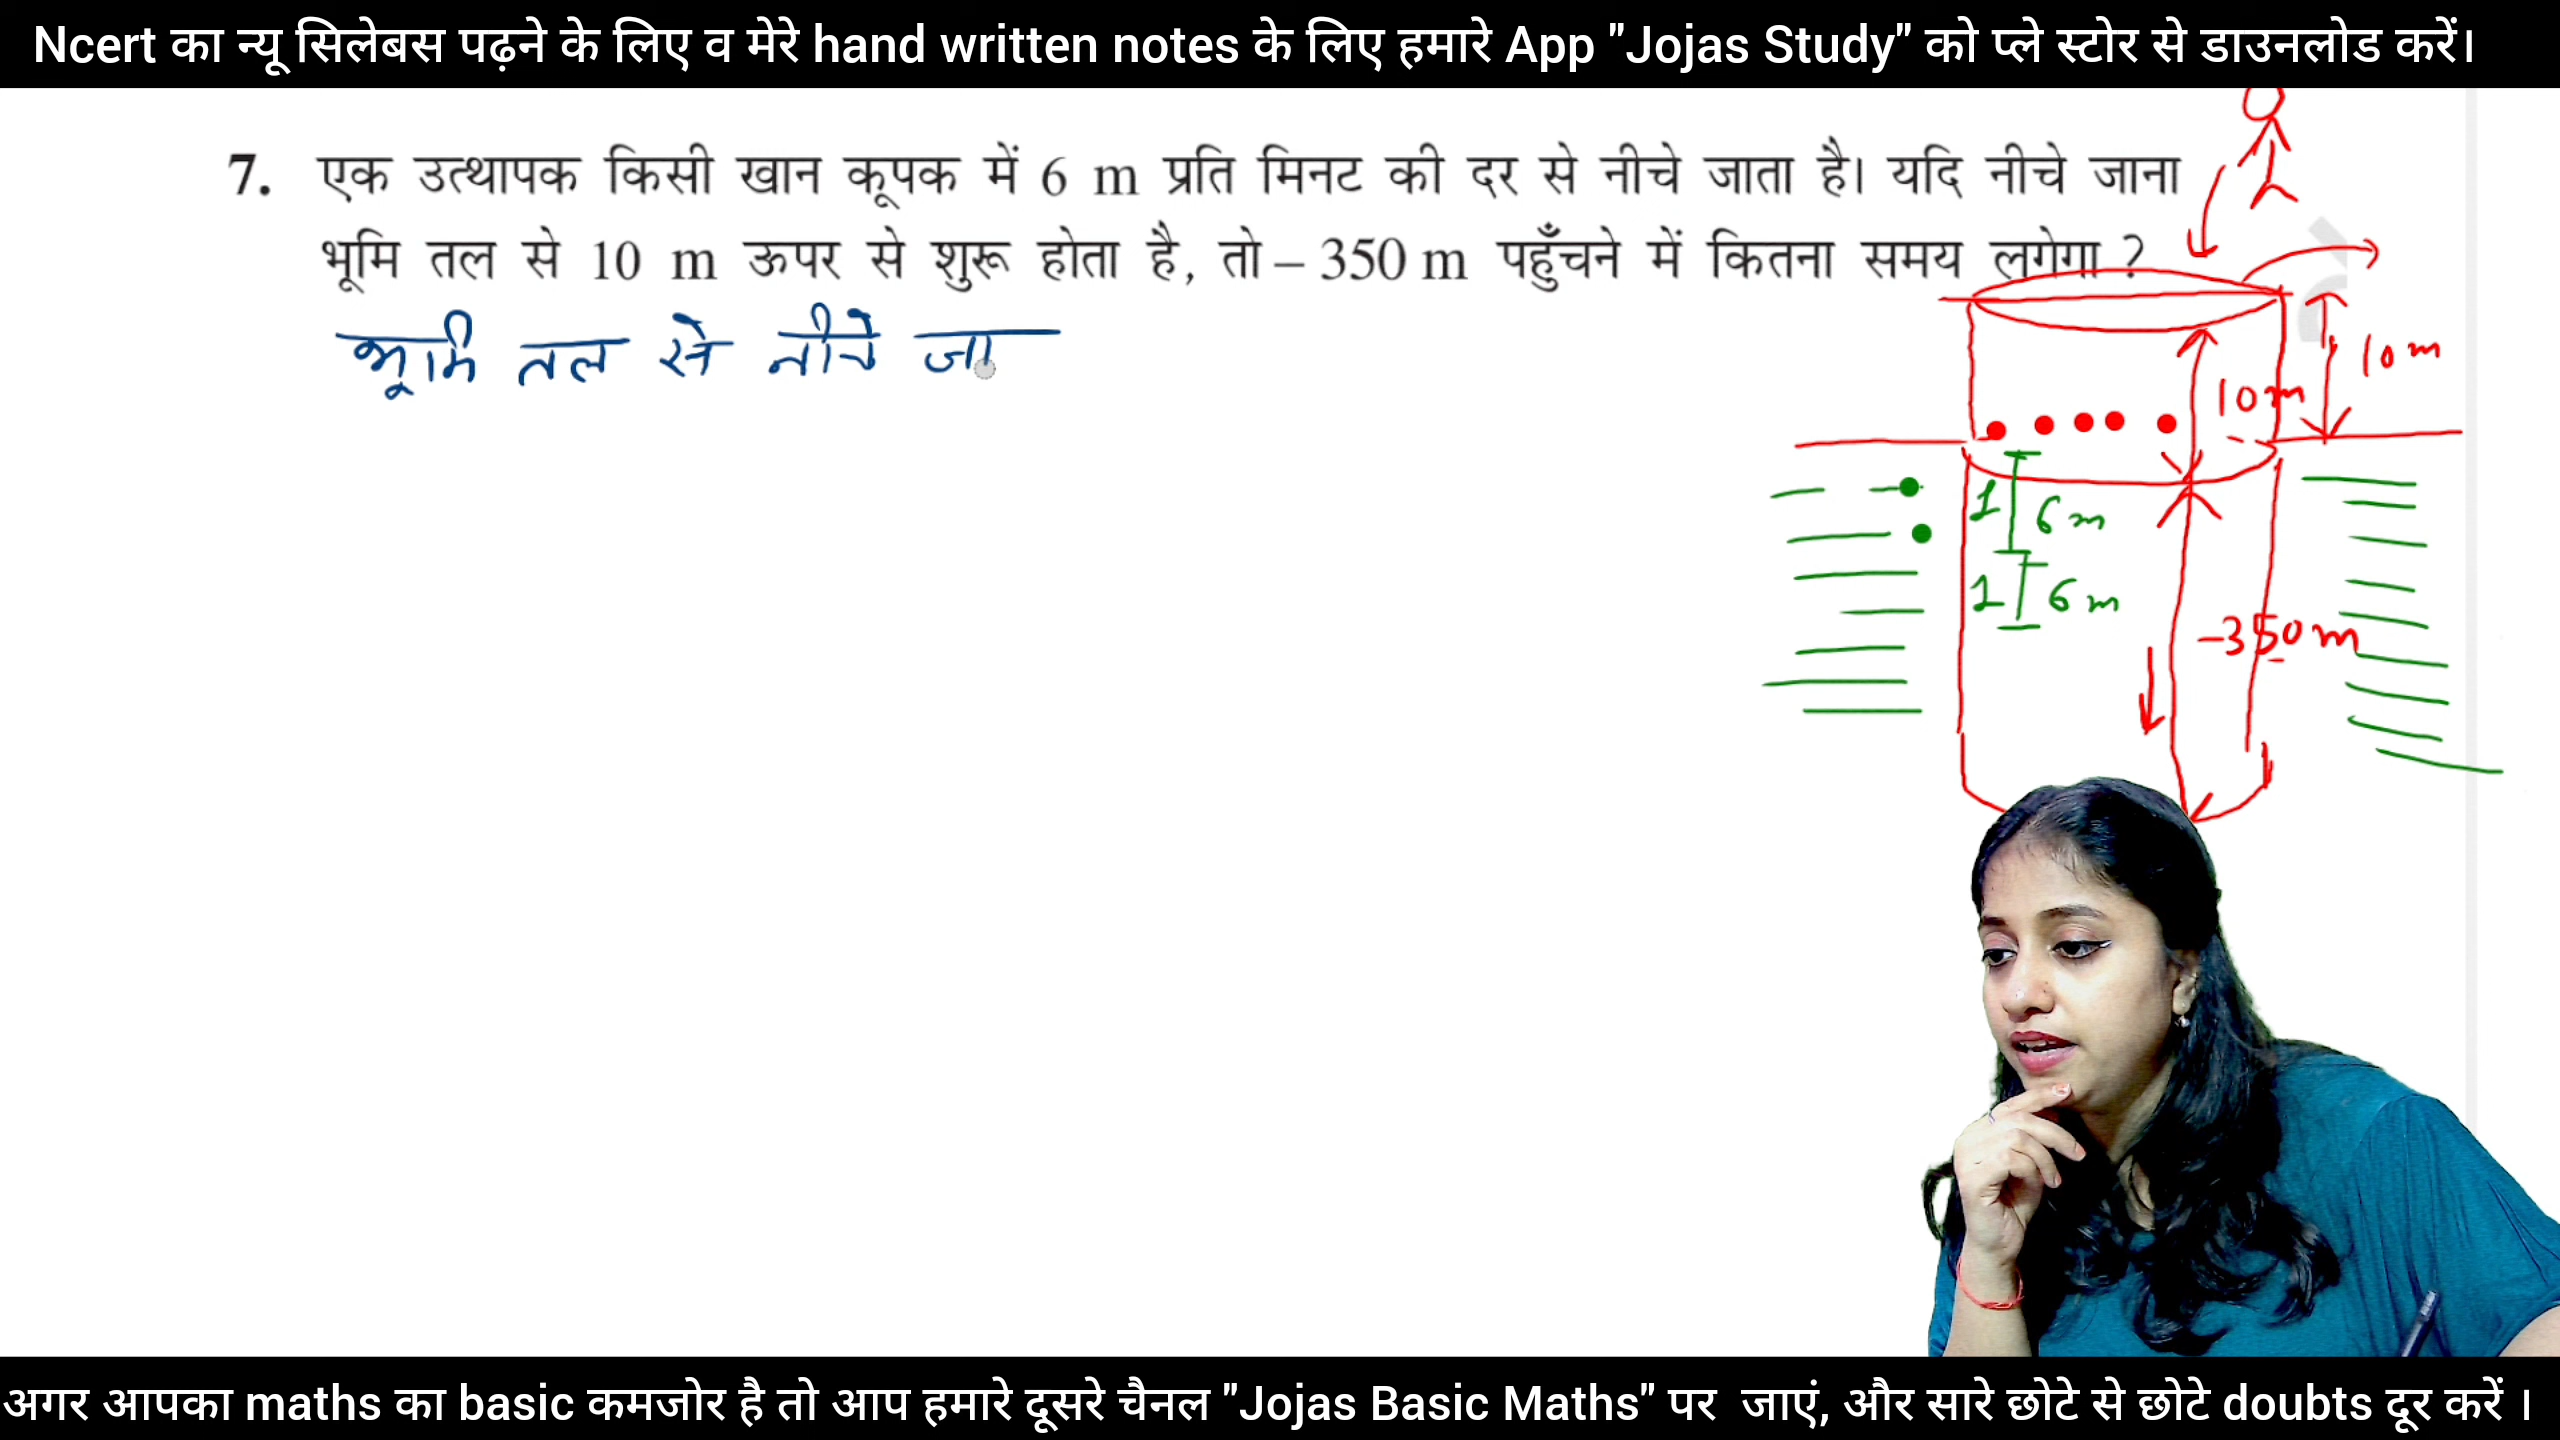 Ncert का न्यू सिलेबस पढ़ने के लिए व मेरे hand written notes के लिए हमारे App "Jojas Study" को प्ले स्टोर से डाउनलोड करें।
7. एक उत्थापक किसी खान कूपक में 6 m प्रति मिनट की दर से नीचे जाता है। यदि नीचे जाना
भूमि तल से 10 m ऊपर से शुरू होता है, तो – 350 m पहुँचने में कितना समय लगेगा ?
भूमि तल से नीचे जा
10 m
10 m
1 6 m
1 6 m
-350 m
अगर आपका maths का basic कमजोर है तो आप हमारे दूसरे चैनल "Jojas Basic Maths" पर जाएं, और सारे छोटे से छोटे doubts दूर करें ।